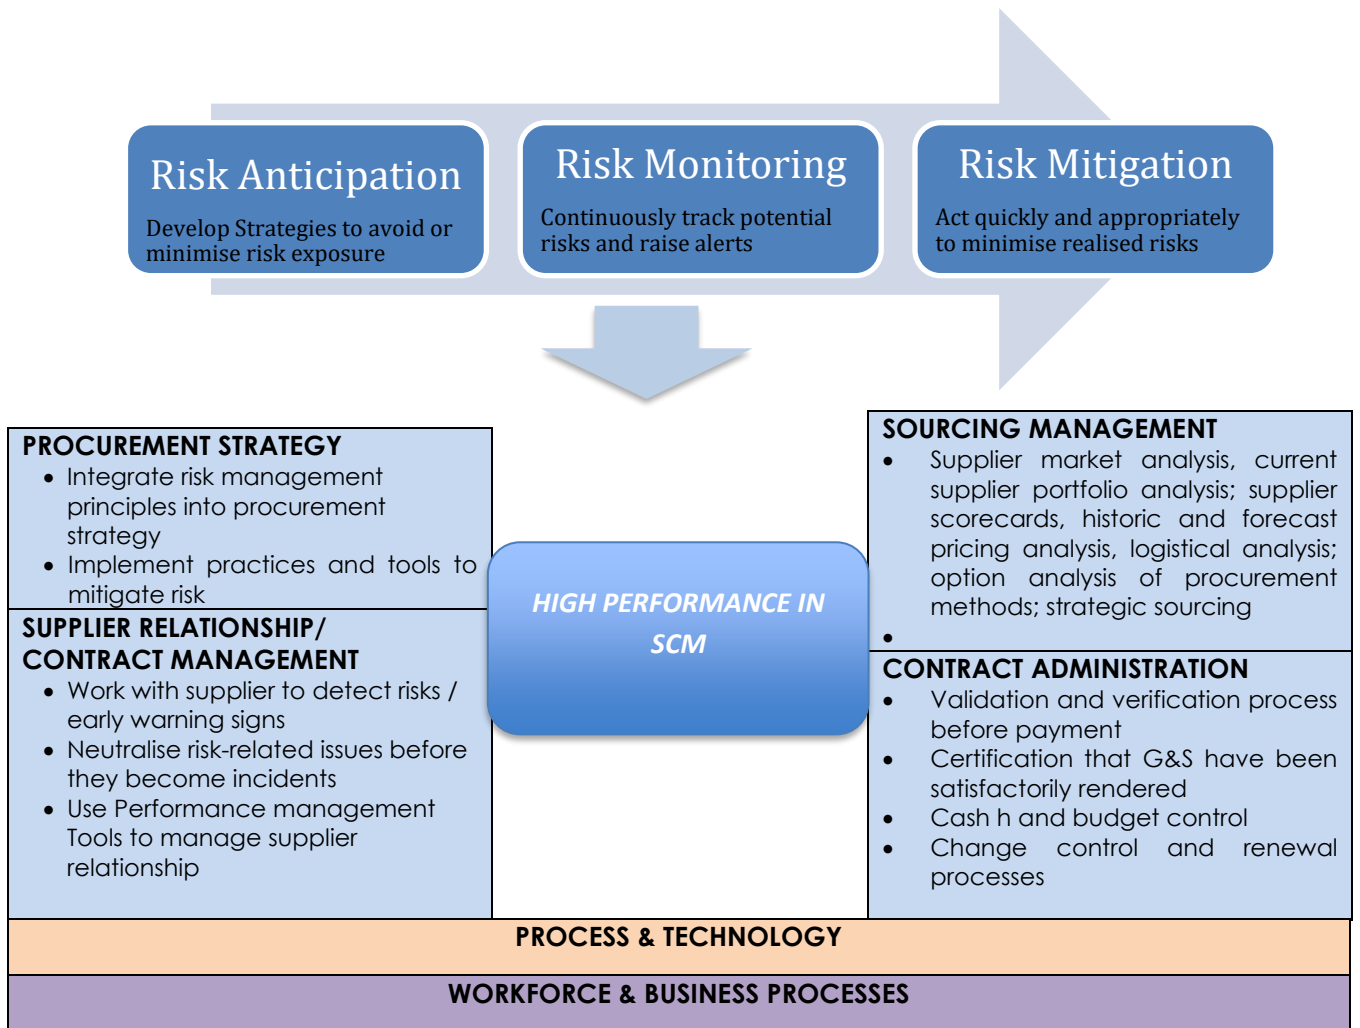 Risk Anticipation
Develop Strategies to avoid or
minimise risk exposure
Risk Monitoring
Continuously track potential
risks and raise alerts
Risk Mitigation
Act quickly and appropriately
to minimise realised risks
PROCUREMENT STRATEGY
• Integrate risk management
principles into procurement
strategy
• Implement practices and tools to
mitigate risk
SUPPLIER RELATIONSHIP/
CONTRACT MANAGEMENT
• Work with supplier to detect risks /
early warning signs
• Neutralise risk-related issues before
they become incidents
• Use Performance management
Tools to manage supplier
relationship
HIGH PERFORMANCE IN
SCM
SOURCING MANAGEMENT
• Supplier market analysis, current
supplier portfolio analysis; supplier
scorecards, historic and forecast
pricing analysis, logistical analysis;
option analysis of procurement
methods; strategic sourcing
•
CONTRACT ADMINISTRATION
• Validation and verification process
before payment
• Certification that G&S have been
satisfactorily rendered
• Cash h and budget control
• Change control and renewal
processes
PROCESS & TECHNOLOGY
WORKFORCE & BUSINESS PROCESSES